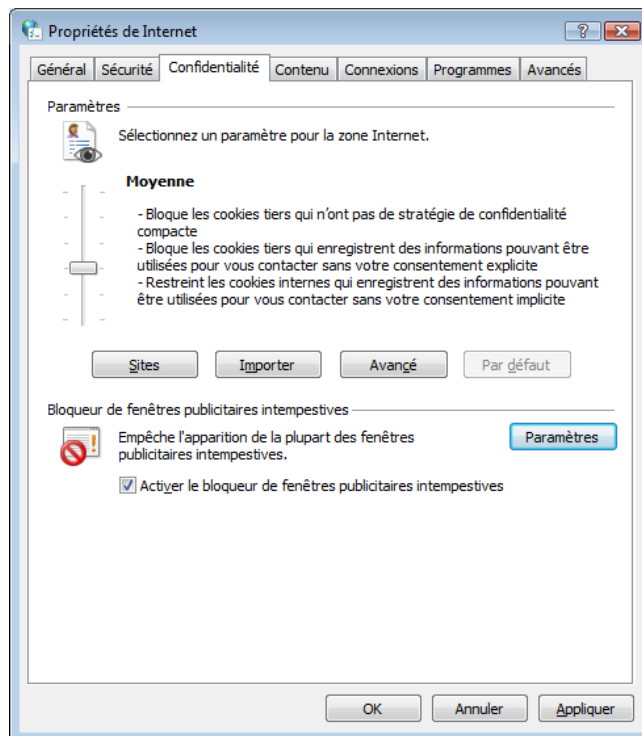 Propriétés de Internet
Général Sécurité Confidentialité Contenu Connexions Programmes Avancés
Paramètres
Sélectionnez un paramètre pour la zone Internet.
Moyenne
- Bloque les cookies tiers qui n'ont pas de stratégie de confidentialité
compacte
- Bloque les cookies tiers qui enregistrent des informations pouvant être
utilisées pour vous contacter sans votre consentement explicite
- Restreint les cookies internes qui enregistrent des informations pouvant
être utilisées pour vous contacter sans votre consentement implicite
Sites Importer Avancé Par défaut
Bloqueur de fenêtres publicitaires intempestives
Empêche l'apparition de la plupart des fenêtres
publicitaires intempestives.
Paramètres
Activer le bloqueur de fenêtres publicitaires intempestives
OK Annuler Appliquer